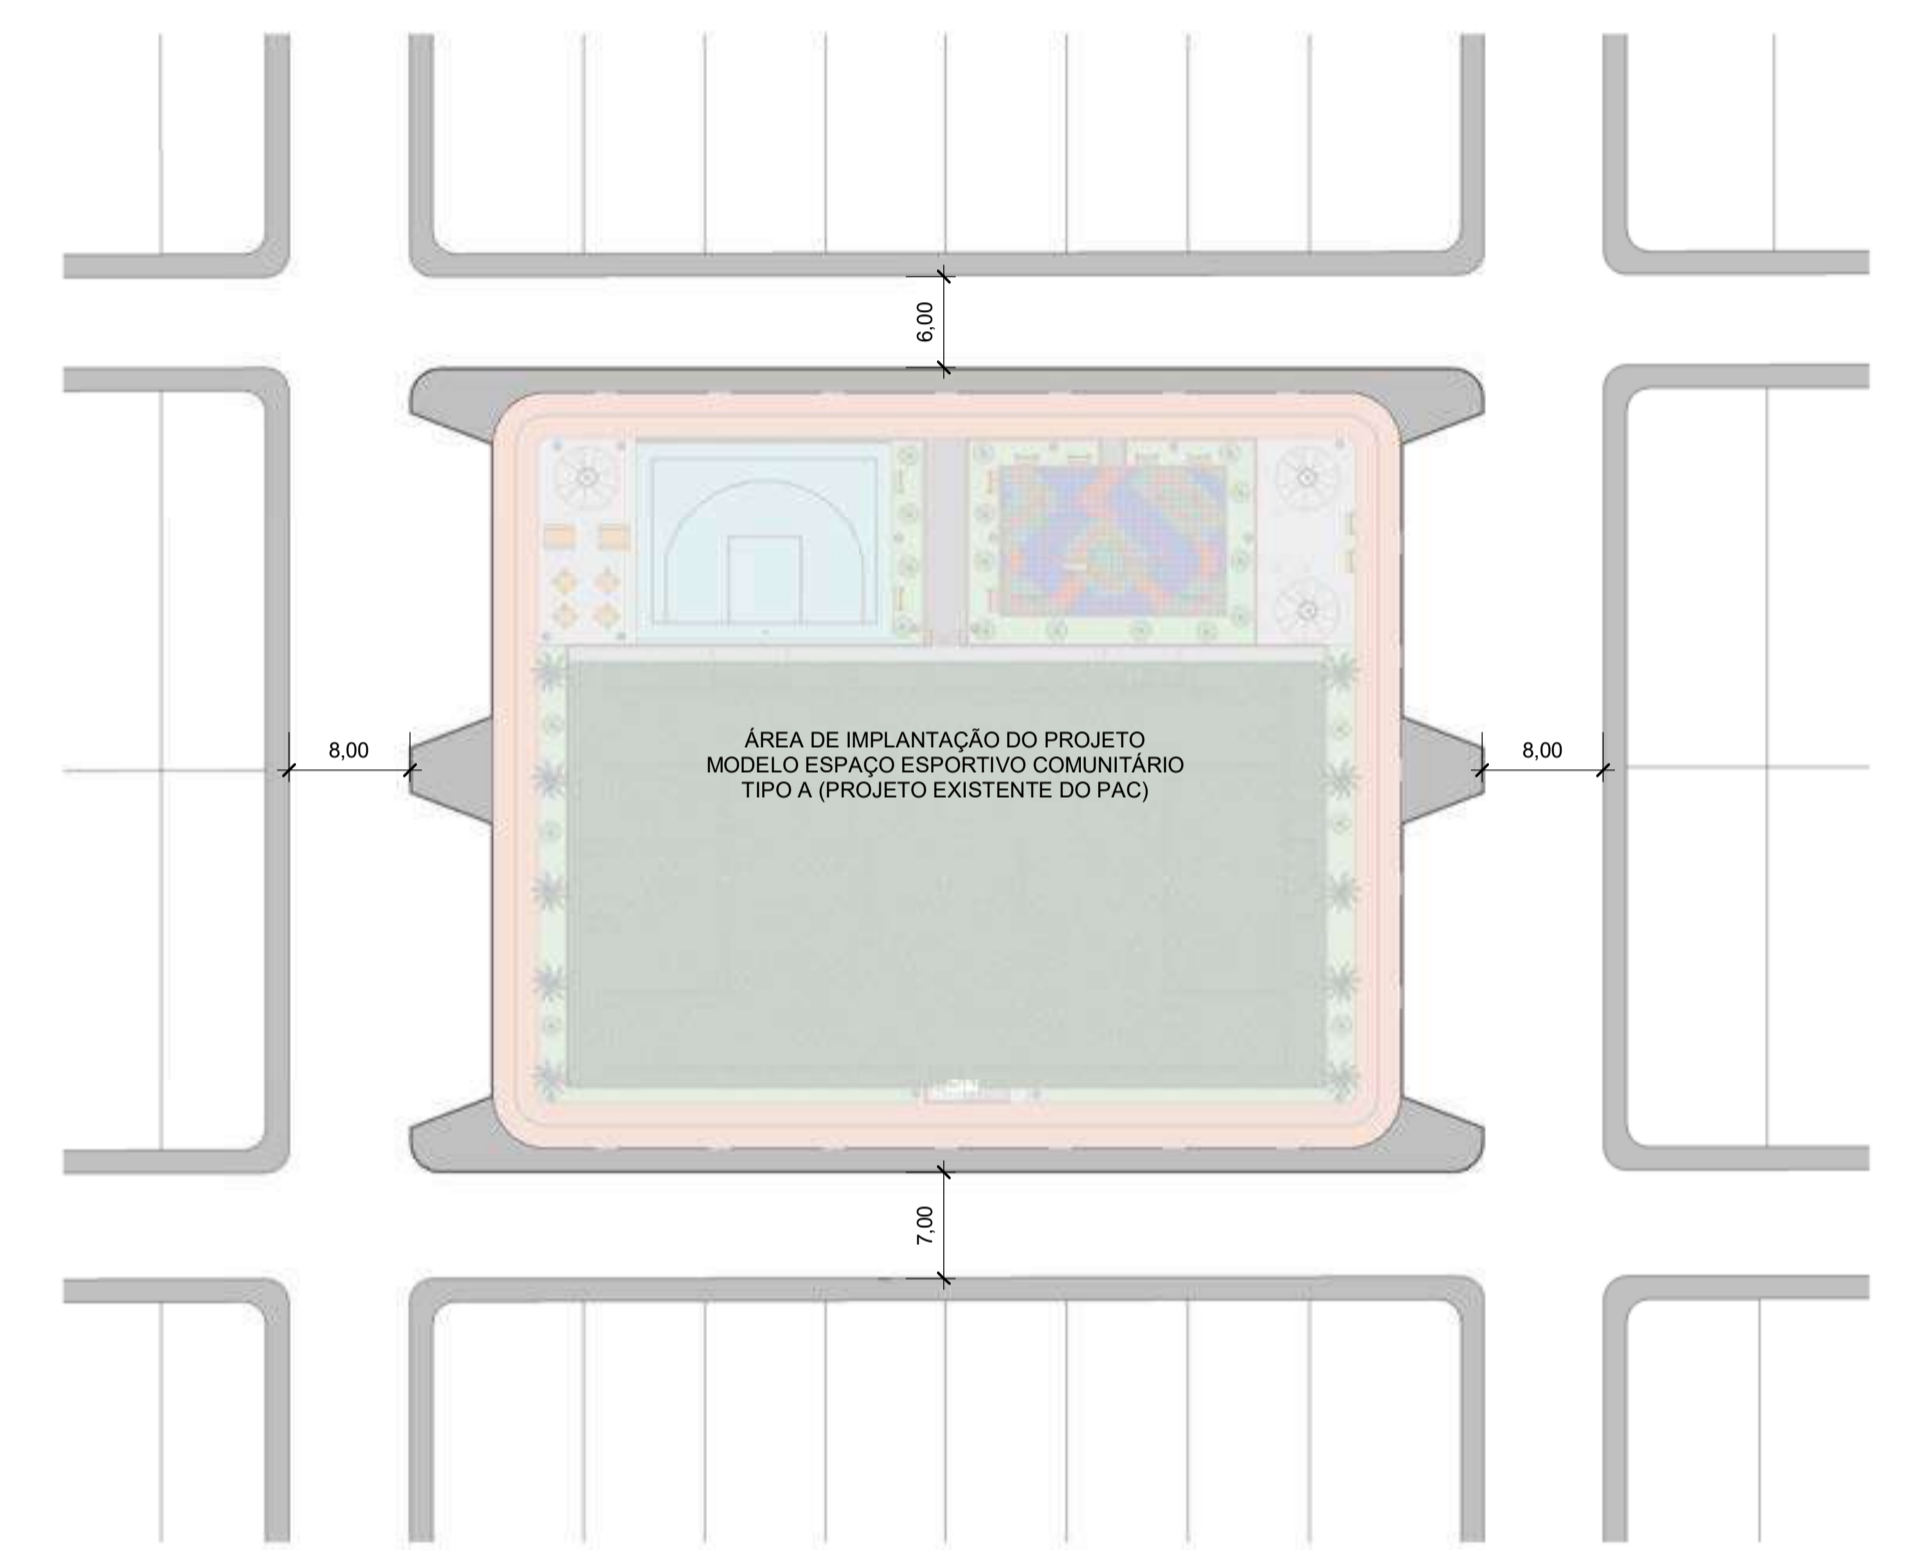 6,00
ÁREA DE IMPLANTAÇÃO DO PROJETO
MODELO ESPAÇO ESPORTIVO COMUNITÁRIO
TIPO A (PROJETO EXISTENTE DO PAC)
8,00
8,00
7,00